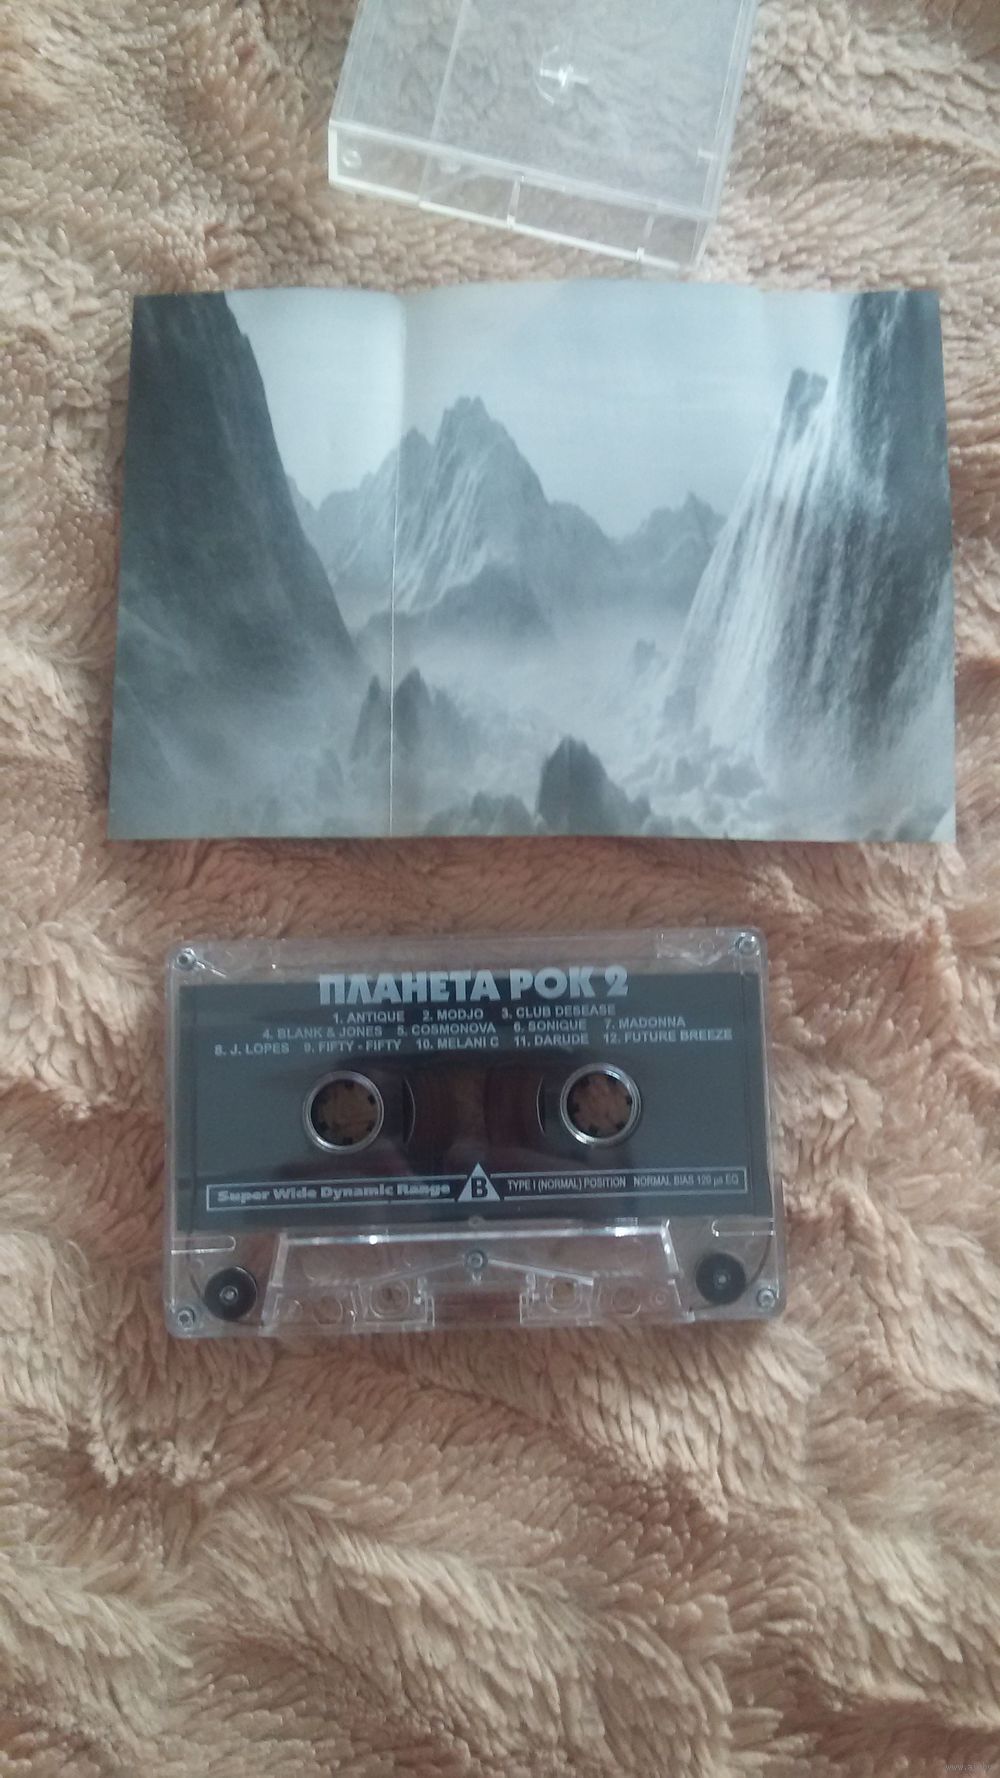 ПЛАНЕТА РОК 2
1. ANTIQUE 2. MODJO 3. CLUB DESEASE
4. BLANK & JONES 5. COSMONOVA 6. SONIQUE 7. MADONNA
8. J. LOPES 9. FIFTY - FIFTY 10. MELANI C 11. DARUDE 12. FUTURE BREEZE
Super Wide Dynamic Range B TYPE I (NORMAL) POSITION NORMAL BIAS 120 µs EQ